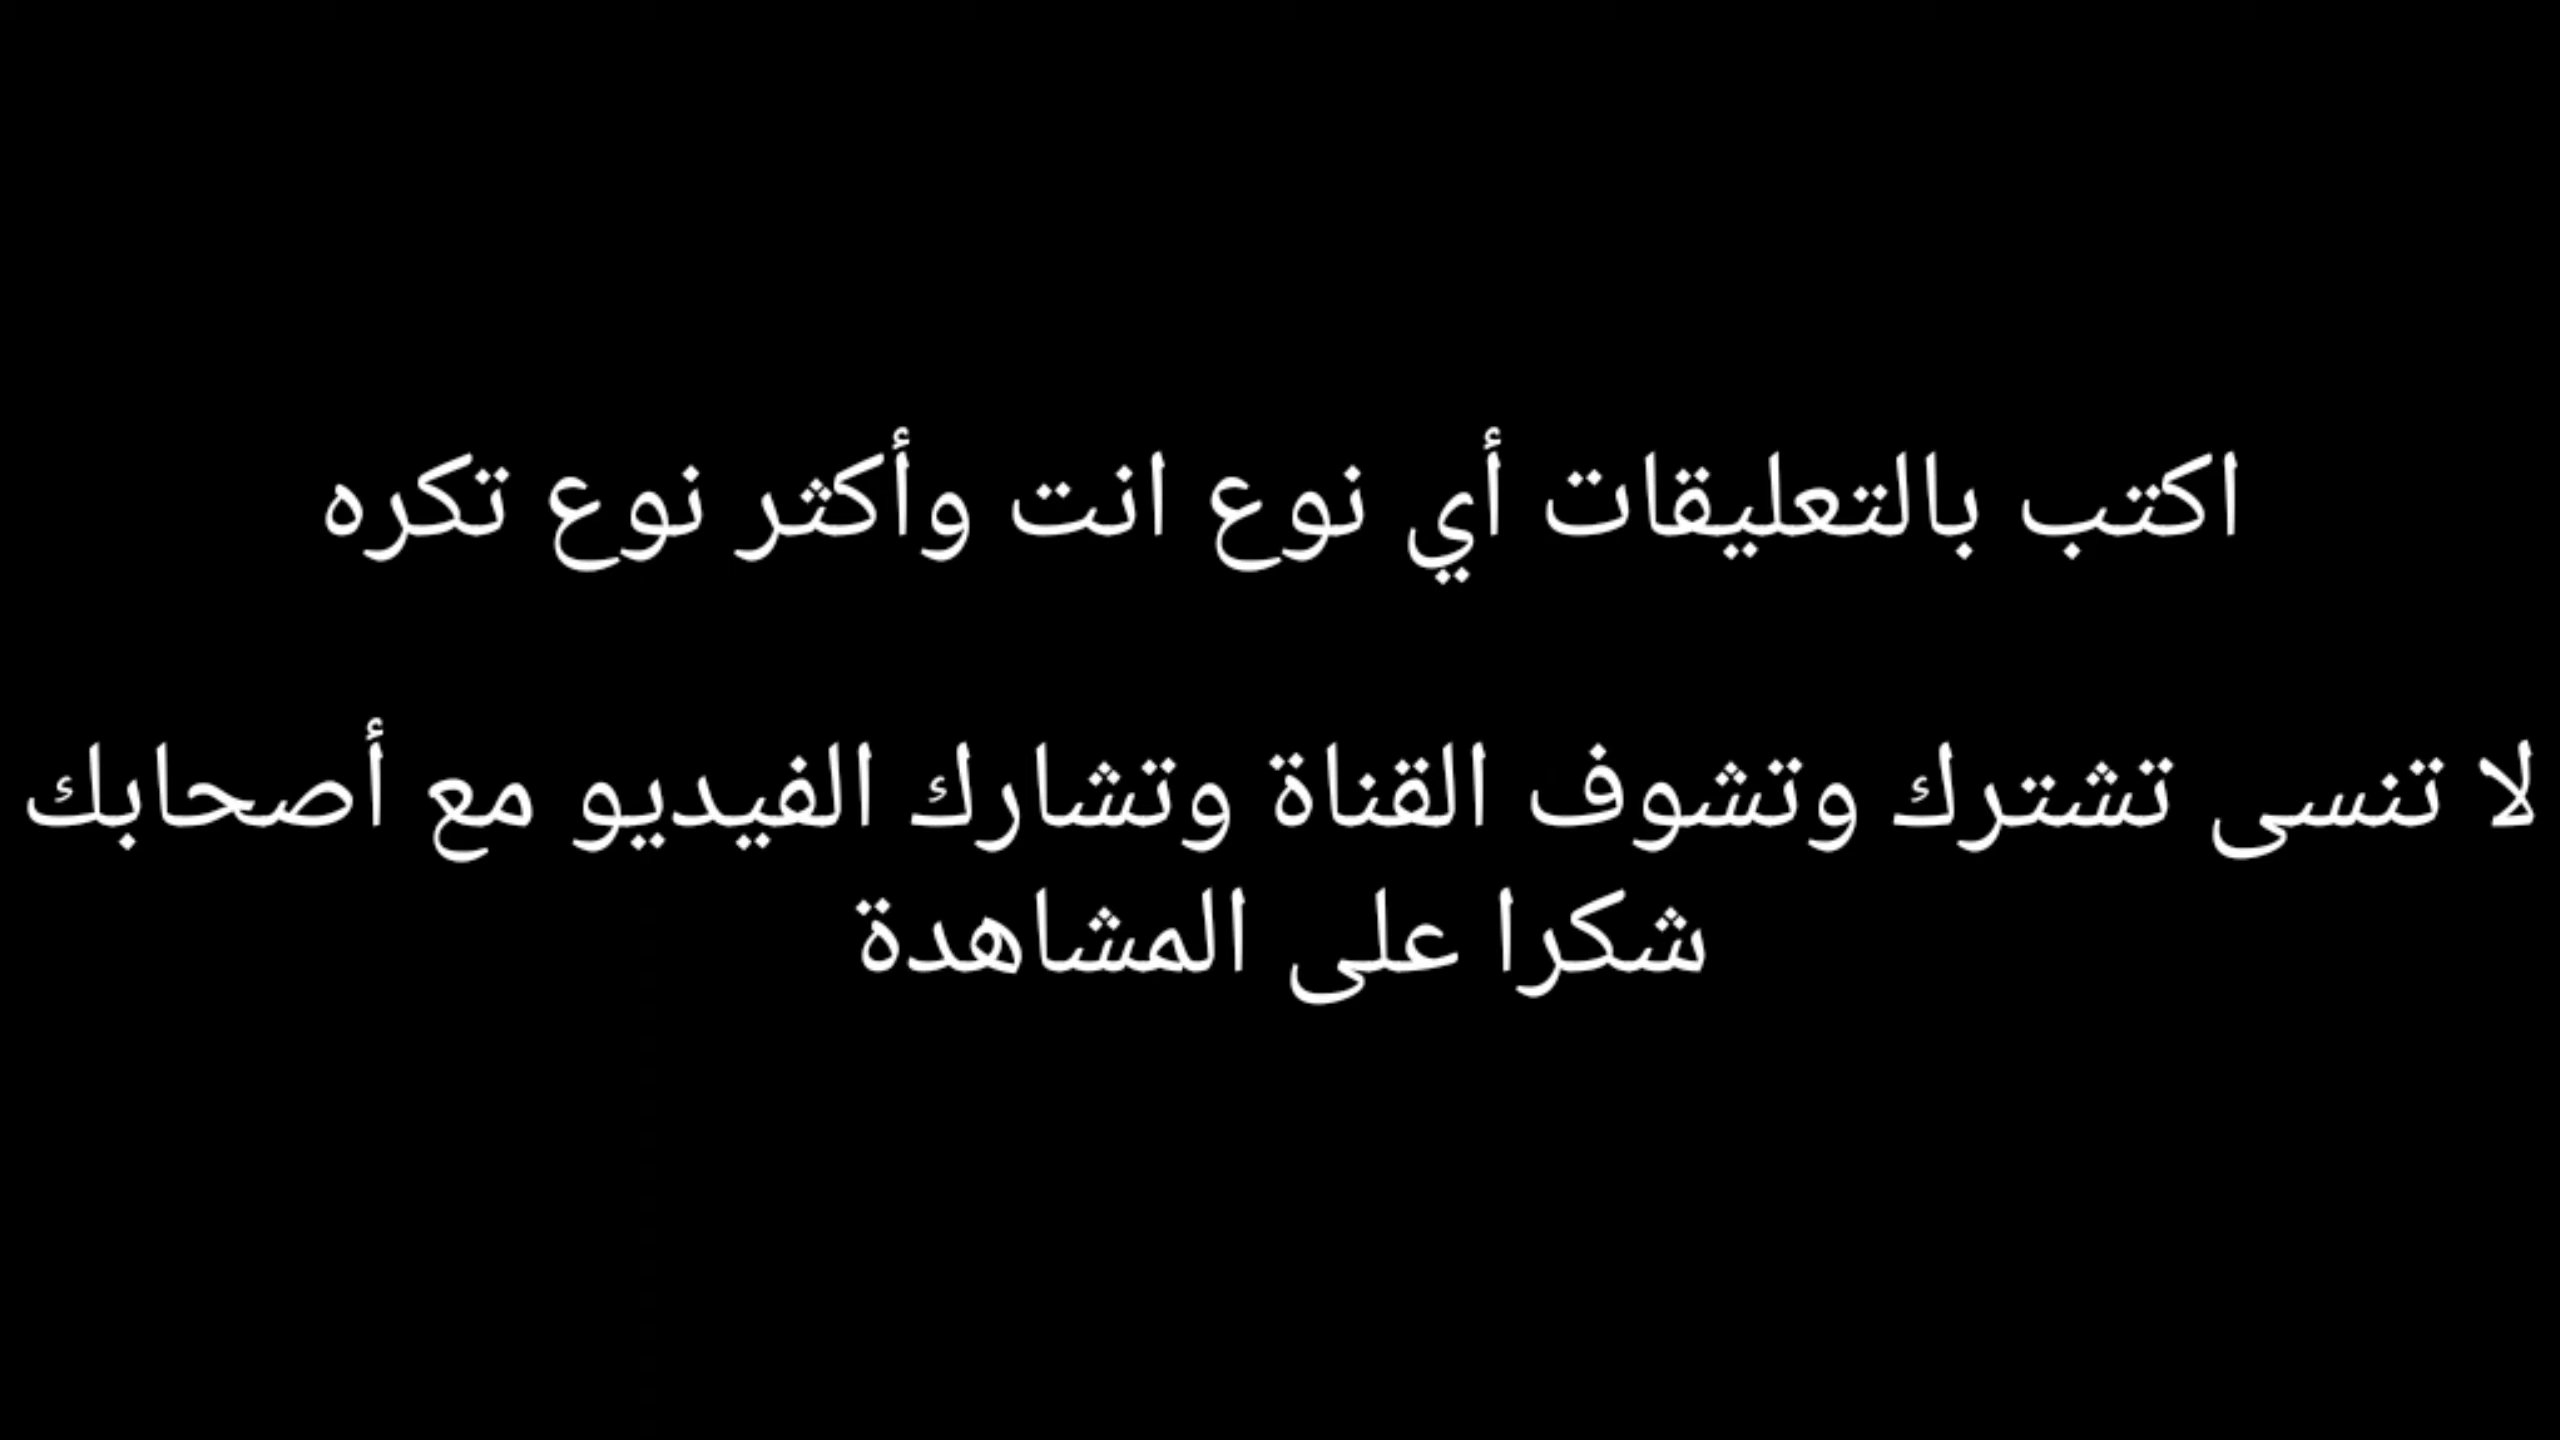 اكتب بالتعليقات أي نوع انت وأكثر نوع تكره
لا تنسى تشترك وتشوف القناة وتشارك الفيديو مع أصحابك
شكرا على المشاهدة